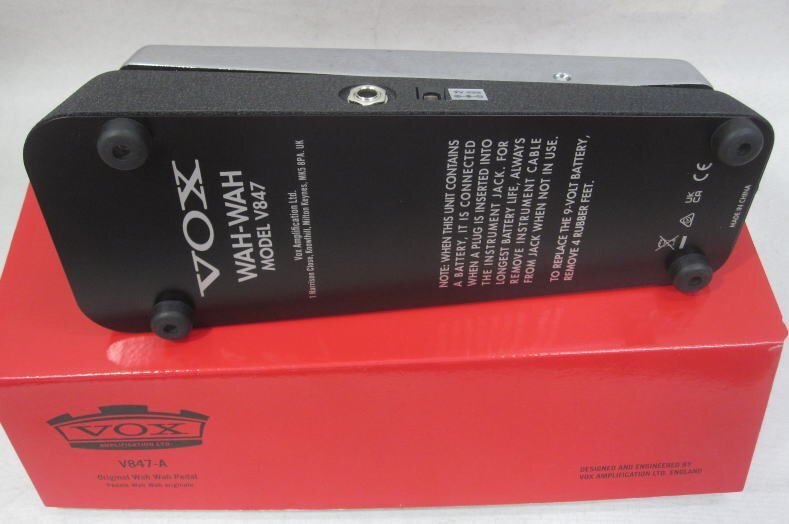 VOX
WAH-WAH
MODEL V847
Vox Amplification Ltd.
1 Harrison Close, Knowlhill, Milton Keynes, MK5 8PA. UK
NOTE: WHEN THIS UNIT CONTAINS
A BATTERY, IT IS CONNECTED
WHEN A PLUG IS INSERTED INTO
THE INSTRUMENT JACK. FOR
LONGEST BATTERY LIFE, ALWAYS
REMOVE INSTRUMENT CABLE
FROM JACK WHEN NOT IN USE.
TO REPLACE THE 9-VOLT BATTERY,
REMOVE 4 RUBBER FEET.
UK
CA
CE
MADE IN CHINA
VOX
AMPLIFICATION LTD.
V847-A
Original Wah Wah Pedal
Pédale Wah Wah originale
DESIGNED AND ENGINEERED BY
VOX AMPLIFICATION LTD. ENGLAND